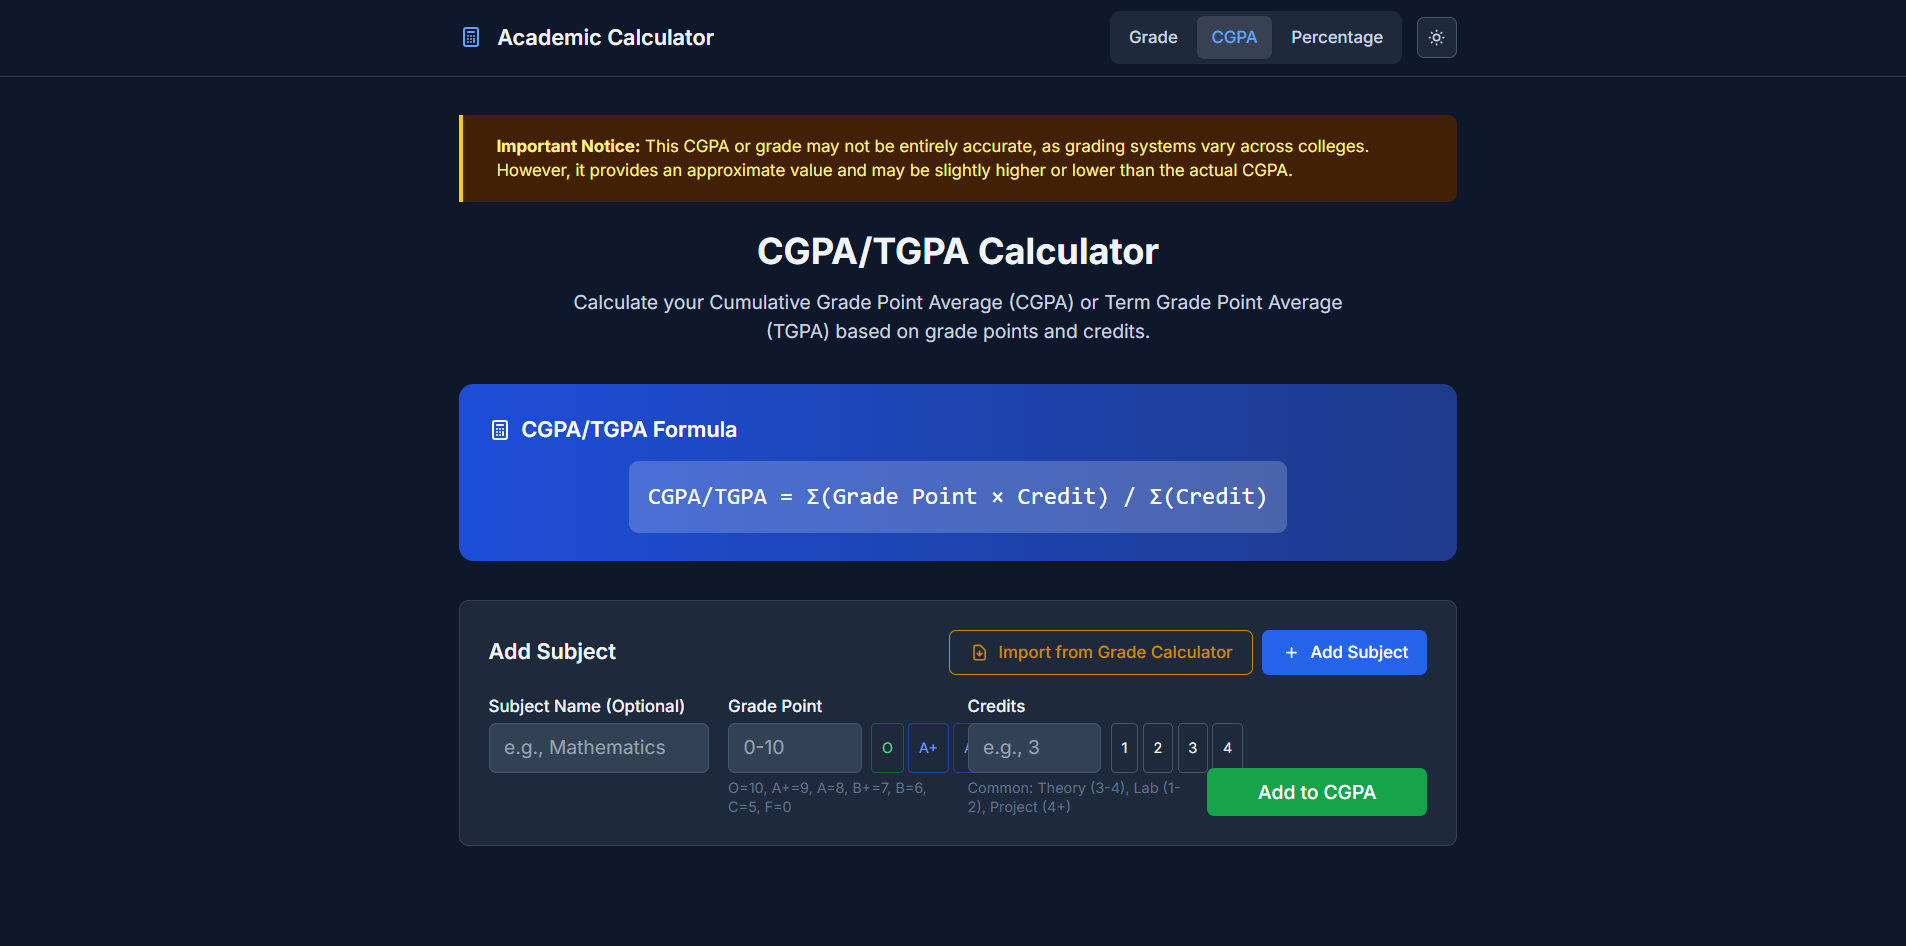 Academic Calculator
Grade
CGPA
Percentage
Important Notice: This CGPA or grade may not be entirely accurate, as grading systems vary across colleges.
However, it provides an approximate value and may be slightly higher or lower than the actual CGPA.
CGPA/TGPA Calculator
Calculate your Cumulative Grade Point Average (CGPA) or Term Grade Point Average
(TGPA) based on grade points and credits.
CGPA/TGPA Formula
CGPA/TGPA = Σ(Grade Point × Credit) / Σ(Credit)
Add Subject
Import from Grade Calculator
+ Add Subject
Subject Name (Optional)
Grade Point
Credits
e.g., Mathematics
0-10
O
A+
e.g., 3
1
2
3
4
O=10, A+=9, A=8, B+=7, B=6,
C=5, F=0
Common: Theory (3-4), Lab (1-
2), Project (4+)
Add to CGPA